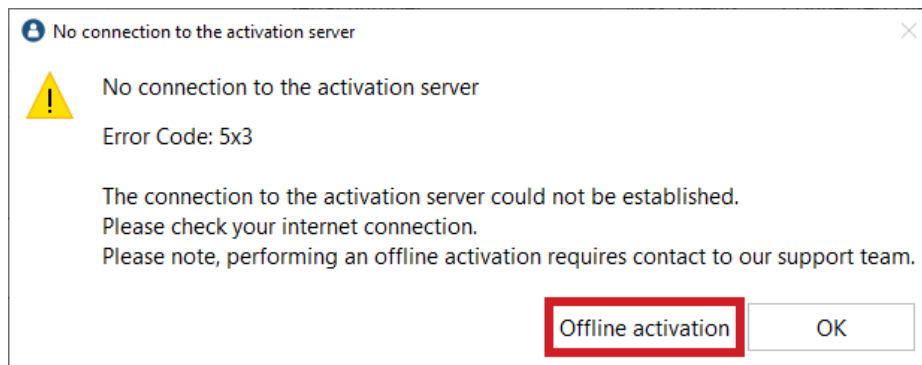 No connection to the activation server
No connection to the activation server
Error Code: 5x3
The connection to the activation server could not be established.
Please check your internet connection.
Please note, performing an offline activation requires contact to our support team.
Offline activation
OK